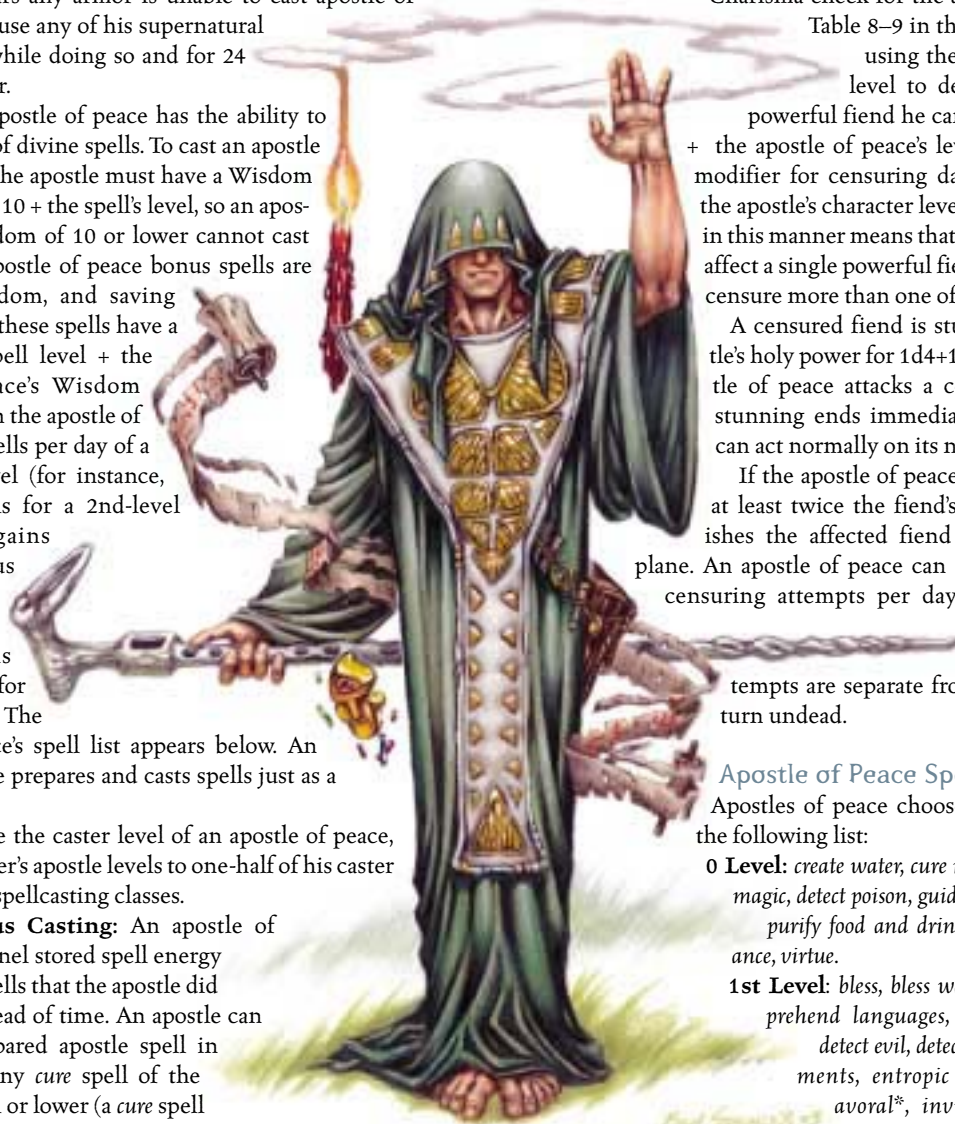 use any of his supernatural
while doing so and for 24
r.
postle of peace has the ability to
of divine spells. To cast an apostle
he apostle must have a Wisdom
10 + the spell's level, so an apos-
dom of 10 or lower cannot cast
postle of peace bonus spells are
dom, and saving
these spells have a
pell level + the
nce's Wisdom
n the apostle of
ells per day of a
vel (for instance,
ls for a 2nd-level
gains
us
is
for
The
ce's spell list appears below. An
e prepares and casts spells just as a
e the caster level of an apostle of peace,
er's apostle levels to one-half of his caster
spellcasting classes.
us Casting: An apostle of
nel stored spell energy
ells that the apostle did
ead of time. An apostle can
pared apostle spell in
ny cure spell of the
l or lower (a cure spell
Charisma check for the
Table 8–9 in th
using the
level to de
powerful fiend he ca
+ the apostle of peace's le
modifier for censuring da
the apostle's character leve
in this manner means that
affect a single powerful fie
censure more than one of
A censured fiend is stu
tle's holy power for 1d4+1
tle of peace attacks a c
stunning ends immedia
can act normally on its n
If the apostle of peace
at least twice the fiend's
ishes the affected fiend
plane. An apostle of peace can
censuring attempts per day
tempts are separate fro
turn undead.
Apostle of Peace Sp
Apostles of peace choos
the following list:
0 Level: create water, cure
magic, detect poison, guid
purify food and drin
ance, virtue.
1st Level: bless, bless w
prehend languages,
detect evil, detec
ments, entropic
avoral*, inv